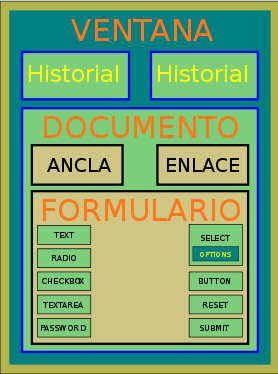 VENTANA
Historial Historial
DOCUMENTO
ANCLA ENLACE
FORMULARIO
TEXT SELECT
RADIO OPTIONS
CHECKBOX BUTTON
TEXTAREA RESET
PASSWORD SUBMIT